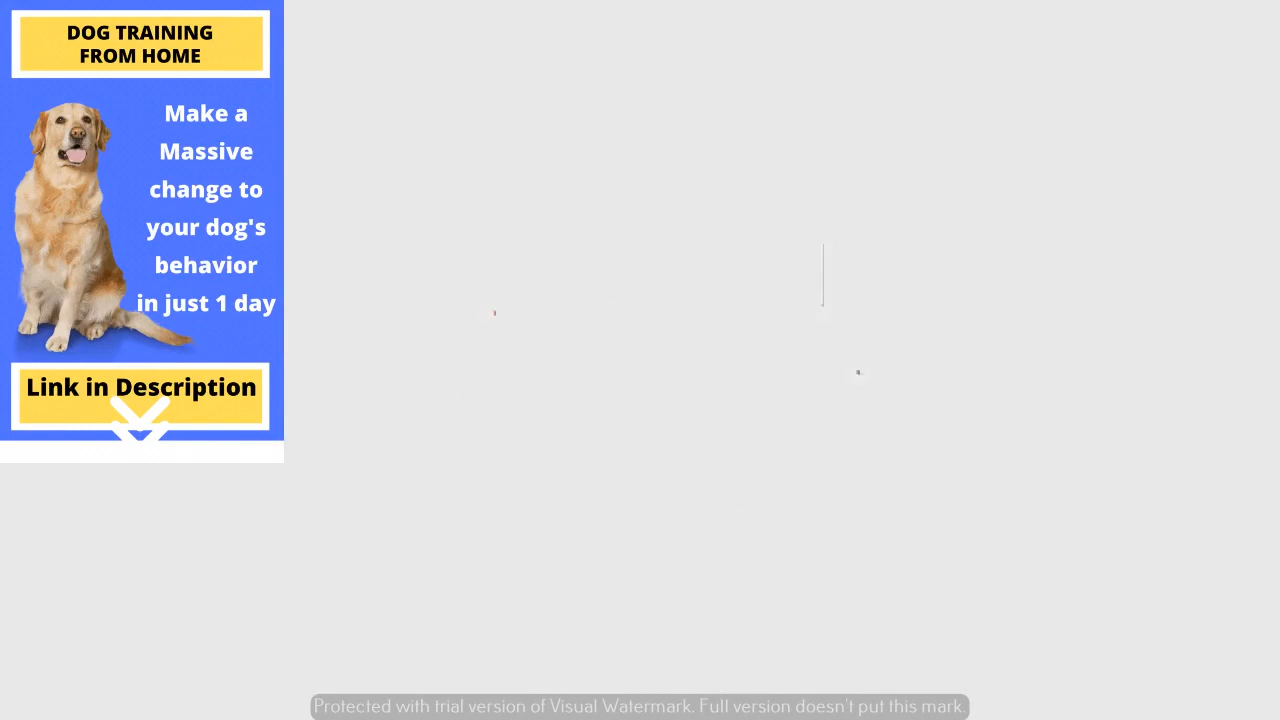 DOG TRAINING
FROM HOME
Make a
Massive
change to
your dog's
behavior
in just 1 day
Link in Description
Protected with trial version of Visual Watermark. Full version doesn't put this mark.